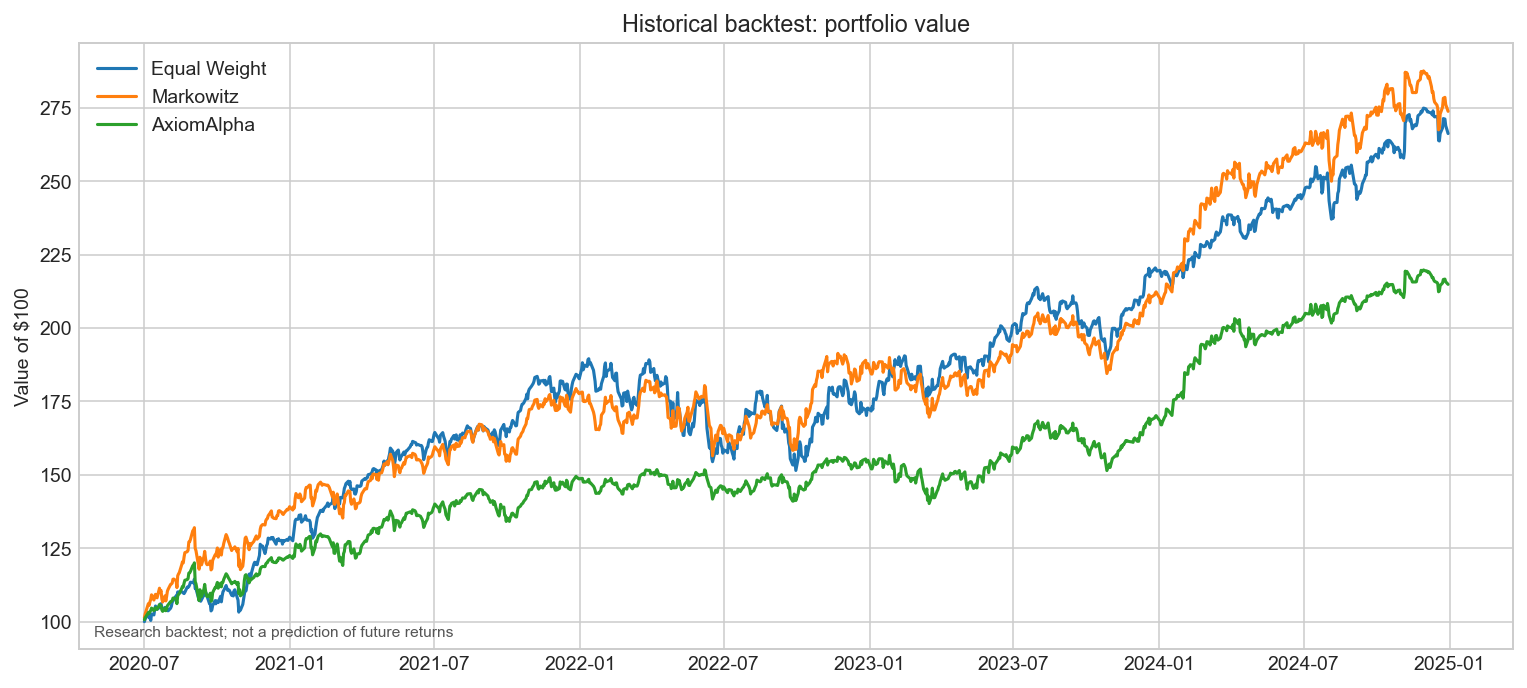 Historical backtest: portfolio value
Equal Weight
Markowitz
AxiomAlpha
Value of $100
275
250
225
200
175
150
125
100
Research backtest; not a prediction of future returns
2020-07 2021-01 2021-07 2022-01 2022-07 2023-01 2023-07 2024-01 2024-07 2025-01